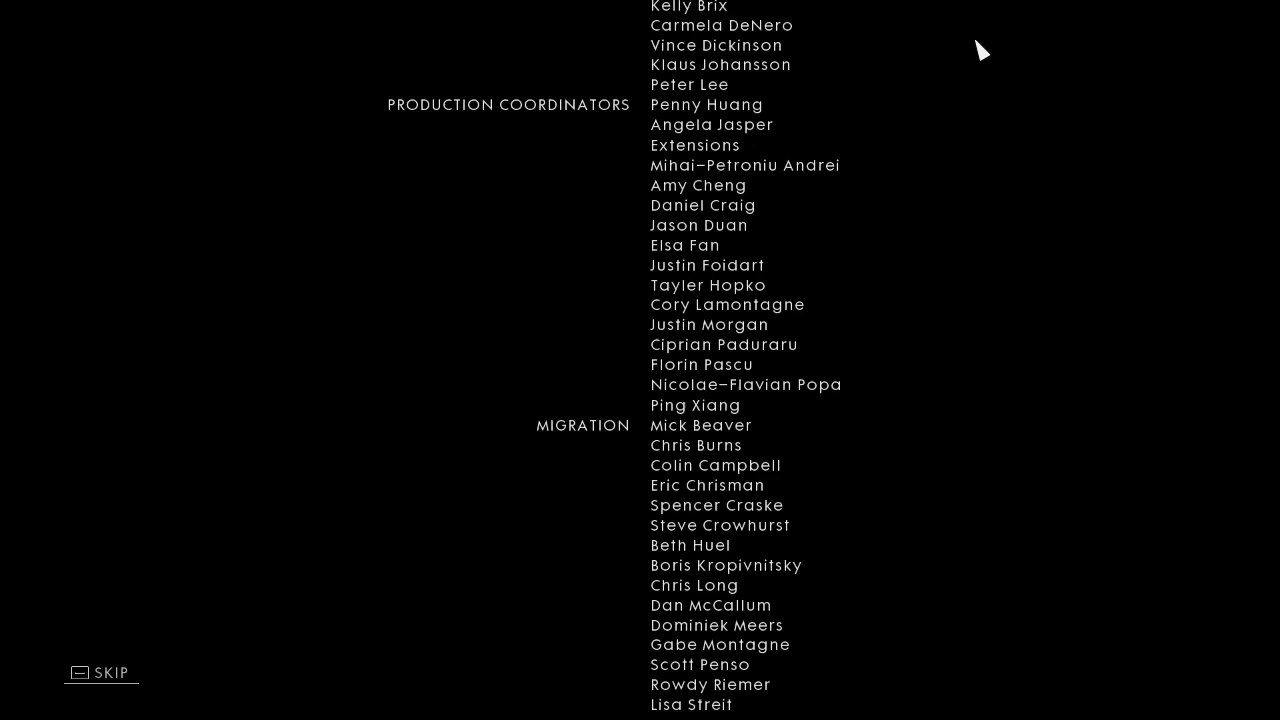 Kelly Brix
Carmela DeNero
Vince Dickinson
Klaus Johansson
Peter Lee
PRODUCTION COORDINATORS Penny Huang
Angela Jasper
Extensions
Mihai-Petroniu Andrei
Amy Cheng
Daniel Craig
Jason Duan
Elsa Fan
Justin Foidart
Tayler Hopko
Cory Lamontagne
Justin Morgan
Ciprian Paduraru
Florin Pascu
Nicolae-Flavian Popa
Ping Xiang
MIGRATION Mick Beaver
Chris Burns
Colin Campbell
Eric Chrisman
Spencer Craske
Steve Crowhurst
Beth Huel
Boris Kropivnitsky
Chris Long
Dan McCallum
Dominiek Meers
Gabe Montagne
Scott Penso
SKIP
Rowdy Riemer
Lisa Streit